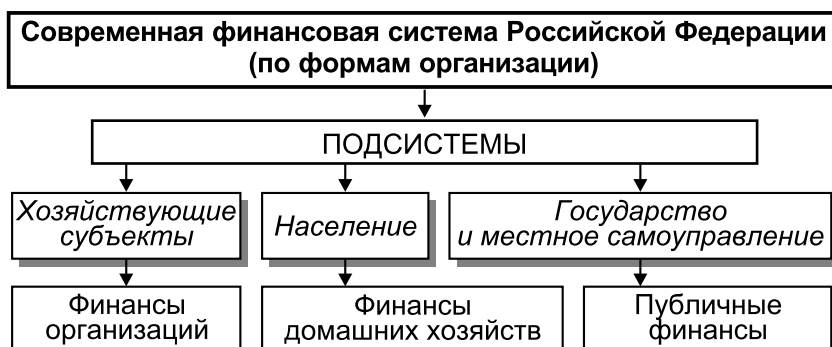 Современная финансовая система Российской Федерации
(по формам организации)
ПОДСИСТЕМЫ
Хозяйствующие
субъекты
Население
Государство
и местное самоуправление
Финансы
организаций
Финансы
домашних хозяйств
Публичные
финансы